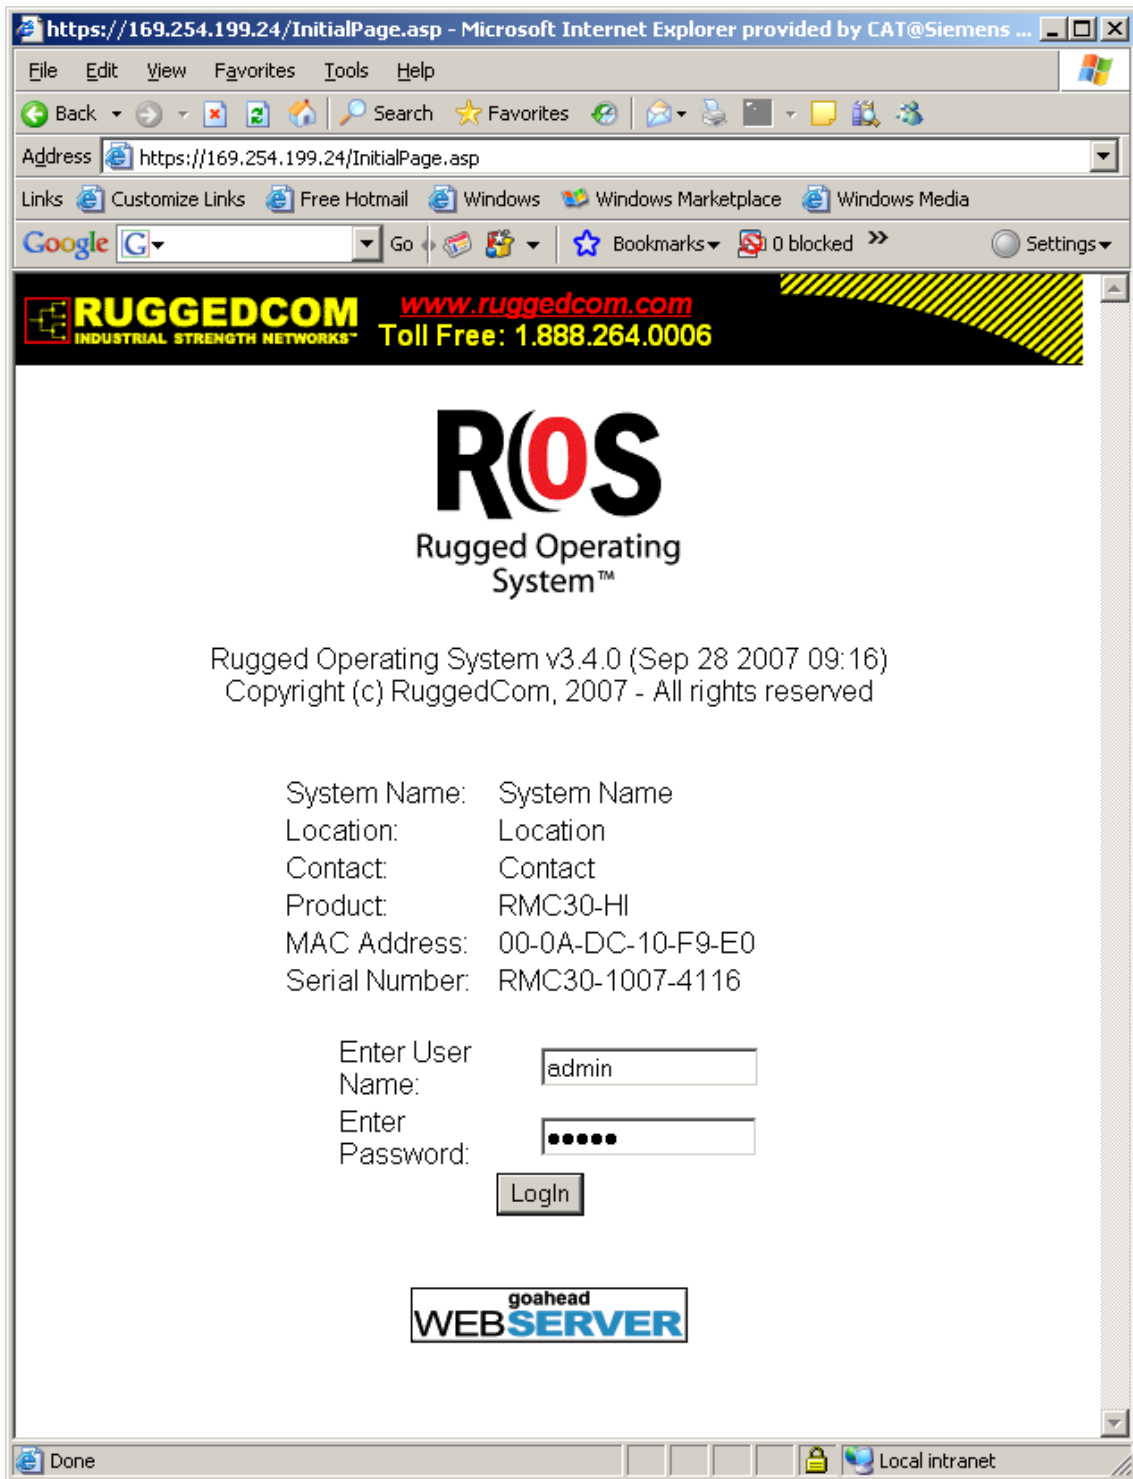 https://169.254.199.24/InitialPage.asp - Microsoft Internet Explorer provided by CAT@Siemens ...
File Edit View Favorites Tools Help
Back Search Favorites
Address https://169.254.199.24/InitialPage.asp
Links Customize Links Free Hotmail Windows Windows Marketplace Windows Media
Google G Go Bookmarks 0 blocked » Settings
RUGGEDCOM
INDUSTRIAL STRENGTH NETWORKS™
www.ruggedcom.com
Toll Free: 1.888.264.0006
ROS
Rugged Operating
System™
Rugged Operating System v3.4.0 (Sep 28 2007 09:16)
Copyright (c) RuggedCom, 2007 - All rights reserved
System Name: System Name
Location: Location
Contact: Contact
Product: RMC30-HI
MAC Address: 00-0A-DC-10-F9-E0
Serial Number: RMC30-1007-4116
Enter User
Name:
admin
Enter
Password:
•••••
LogIn
goahead
WEBSERVER
Done Local intranet